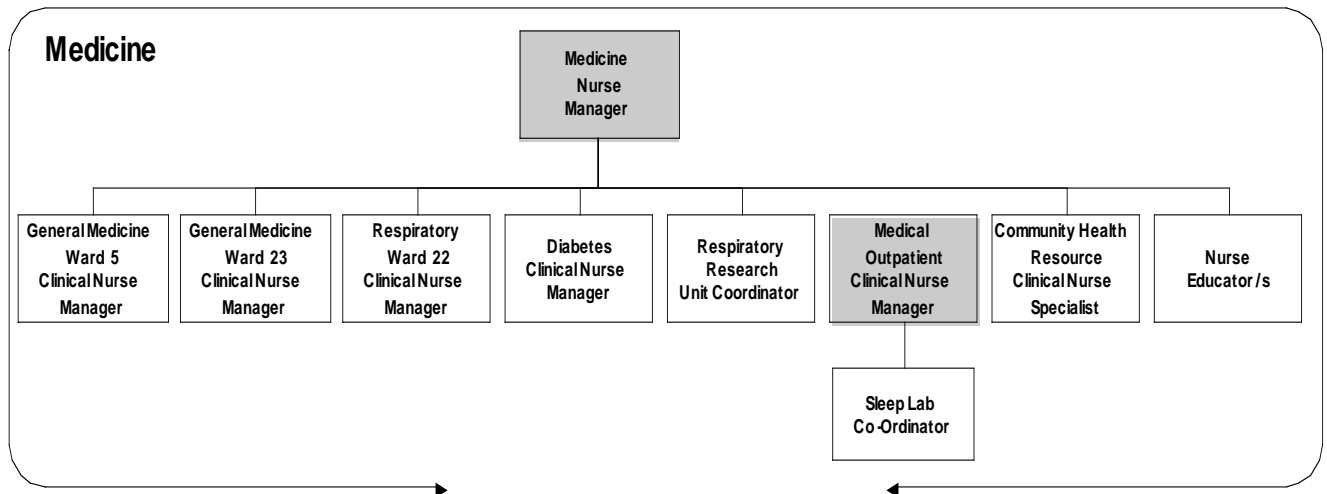 Medicine
Medicine
Nurse
Manager
General Medicine
Ward 5
Clinical Nurse
Manager
General Medicine
Ward 23
Clinical Nurse
Manager
Respiratory
Ward 22
Clinical Nurse
Manager
Diabetes
Clinical Nurse
Manager
Respiratory
Research
Unit Coordinator
Medical
Outpatient
Clinical Nurse
Manager
Community Health
Resource
Clinical Nurse
Specialist
Nurse
Educator/s
Sleep Lab
Co-Ordinator